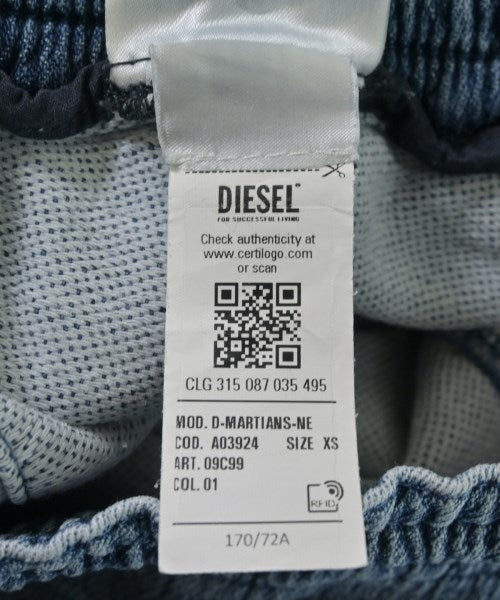 DIESEL
FOR SUCCESSFUL LIVING
Check authenticity at
www.certilogo.com
or scan
CLG 315 087 035 495
MOD. D-MARTIANS-NE
COD. A03924 SIZE XS
ART. 09C99
COL. 01
RFID
170/72A